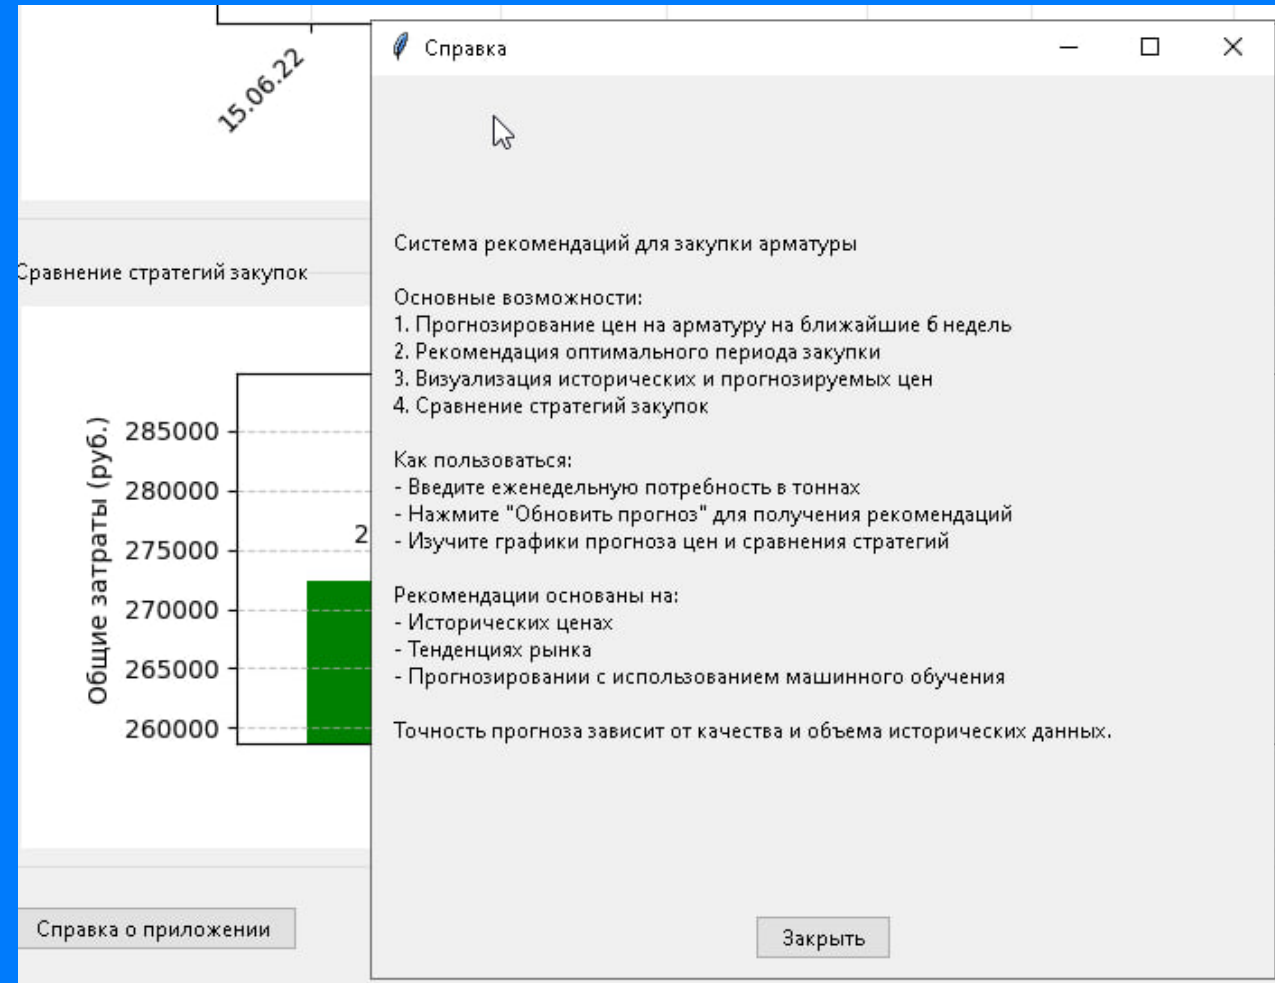 15.06.22
Справка
Система рекомендаций для закупки арматуры
Основные возможности:
1. Прогнозирование цен на арматуру на ближайшие 6 недель
2. Рекомендация оптимального периода закупки
3. Визуализация исторических и прогнозируемых цен
4. Сравнение стратегий закупок
Как пользоваться:
- Введите еженедельную потребность в тоннах
- Нажмите "Обновить прогноз" для получения рекомендаций
- Изучите графики прогноза цен и сравнения стратегий
Рекомендации основаны на:
- Исторических ценах
- Тенденциях рынка
- Прогнозировании с использованием машинного обучения
Точность прогноза зависит от качества и объема исторических данных.
Закрыть
Сравнение стратегий закупок
Общие затраты (руб.)
285000
280000
275000
270000
265000
260000
2
Справка о приложении